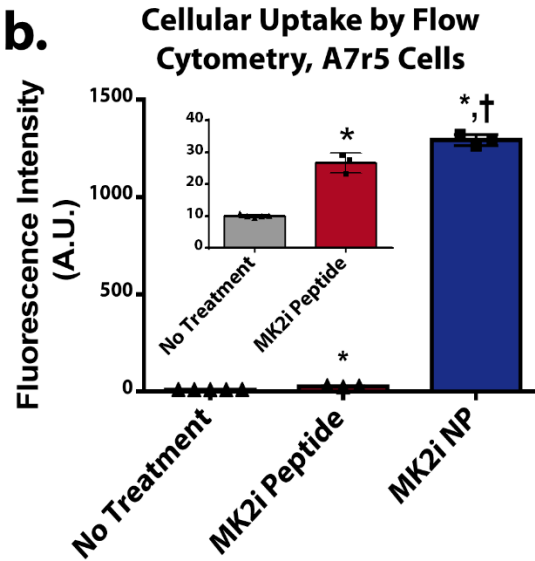 b.
Cellular Uptake by Flow
Cytometry, A7r5 Cells
Fluorescence Intensity
(A.U.)
1500
1000
500
0
*,†
*
40
30
20
10
0
*
No Treatment
MK2i Peptide
No Treatment
MK2i Peptide
MK2i NP